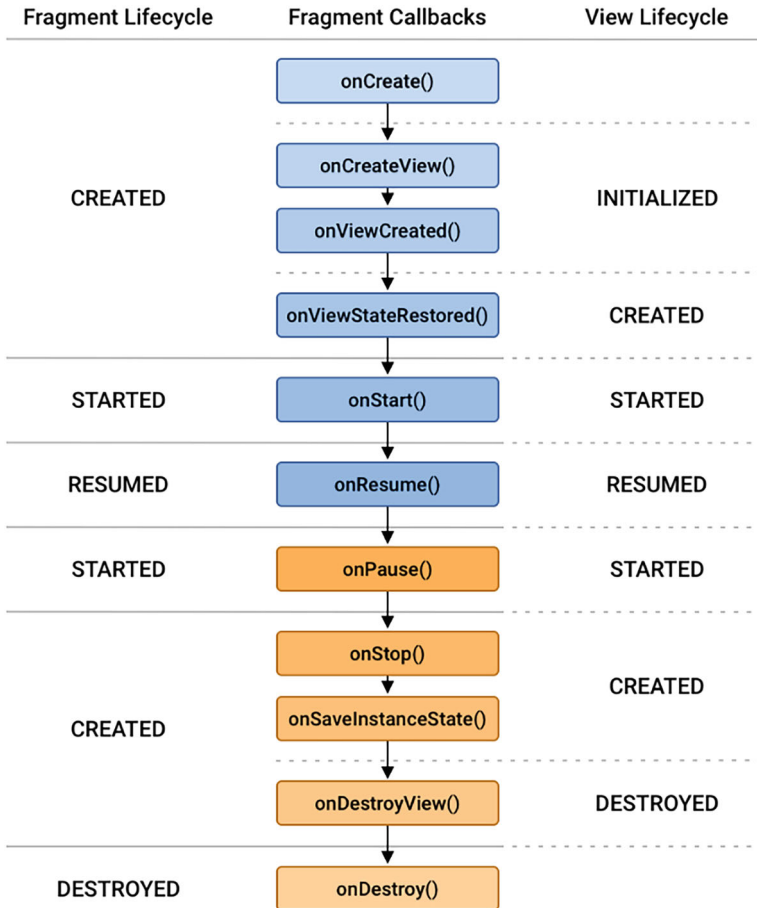 Fragment Lifecycle Fragment Callbacks View Lifecycle
onCreate()
onCreateView()
CREATED INITIALIZED
onViewCreated()
onViewStateRestored() CREATED
STARTED onStart() STARTED
RESUMED onResume() RESUMED
STARTED onPause() STARTED
onStop()
CREATED
onSaveInstanceState()
CREATED
onDestroyView() DESTROYED
DESTROYED onDestroy()